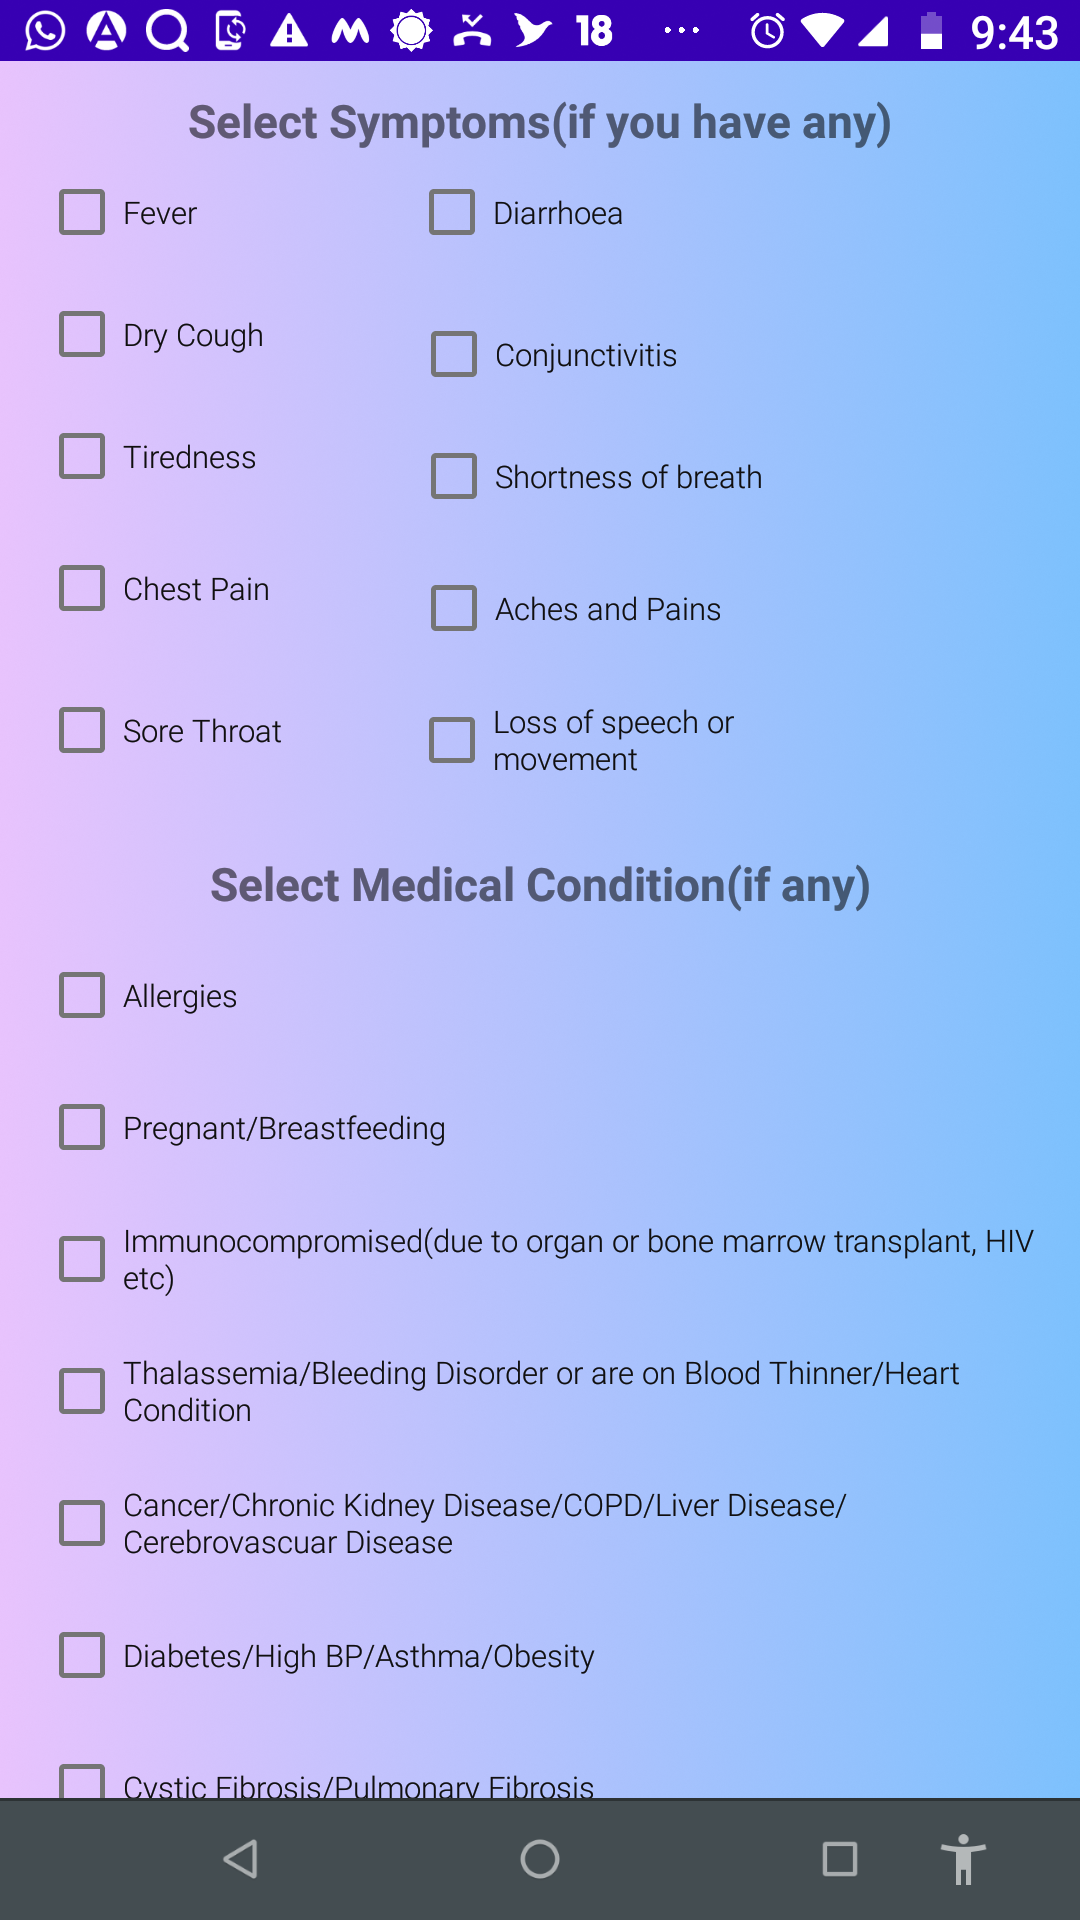 18 ... 9:43
Select Symptoms(if you have any)
Fever
Diarrhoea
Dry Cough
Conjunctivitis
Tiredness
Shortness of breath
Chest Pain
Aches and Pains
Sore Throat
Loss of speech or
movement
Select Medical Condition(if any)
Allergies
Pregnant/Breastfeeding
Immunocompromised(due to organ or bone marrow transplant, HIV
etc)
Thalassemia/Bleeding Disorder or are on Blood Thinner/Heart
Condition
Cancer/Chronic Kidney Disease/COPD/Liver Disease/
Cerebrovascuar Disease
Diabetes/High BP/Asthma/Obesity
Cystic Fibrosis/Pulmonary Fibrosis